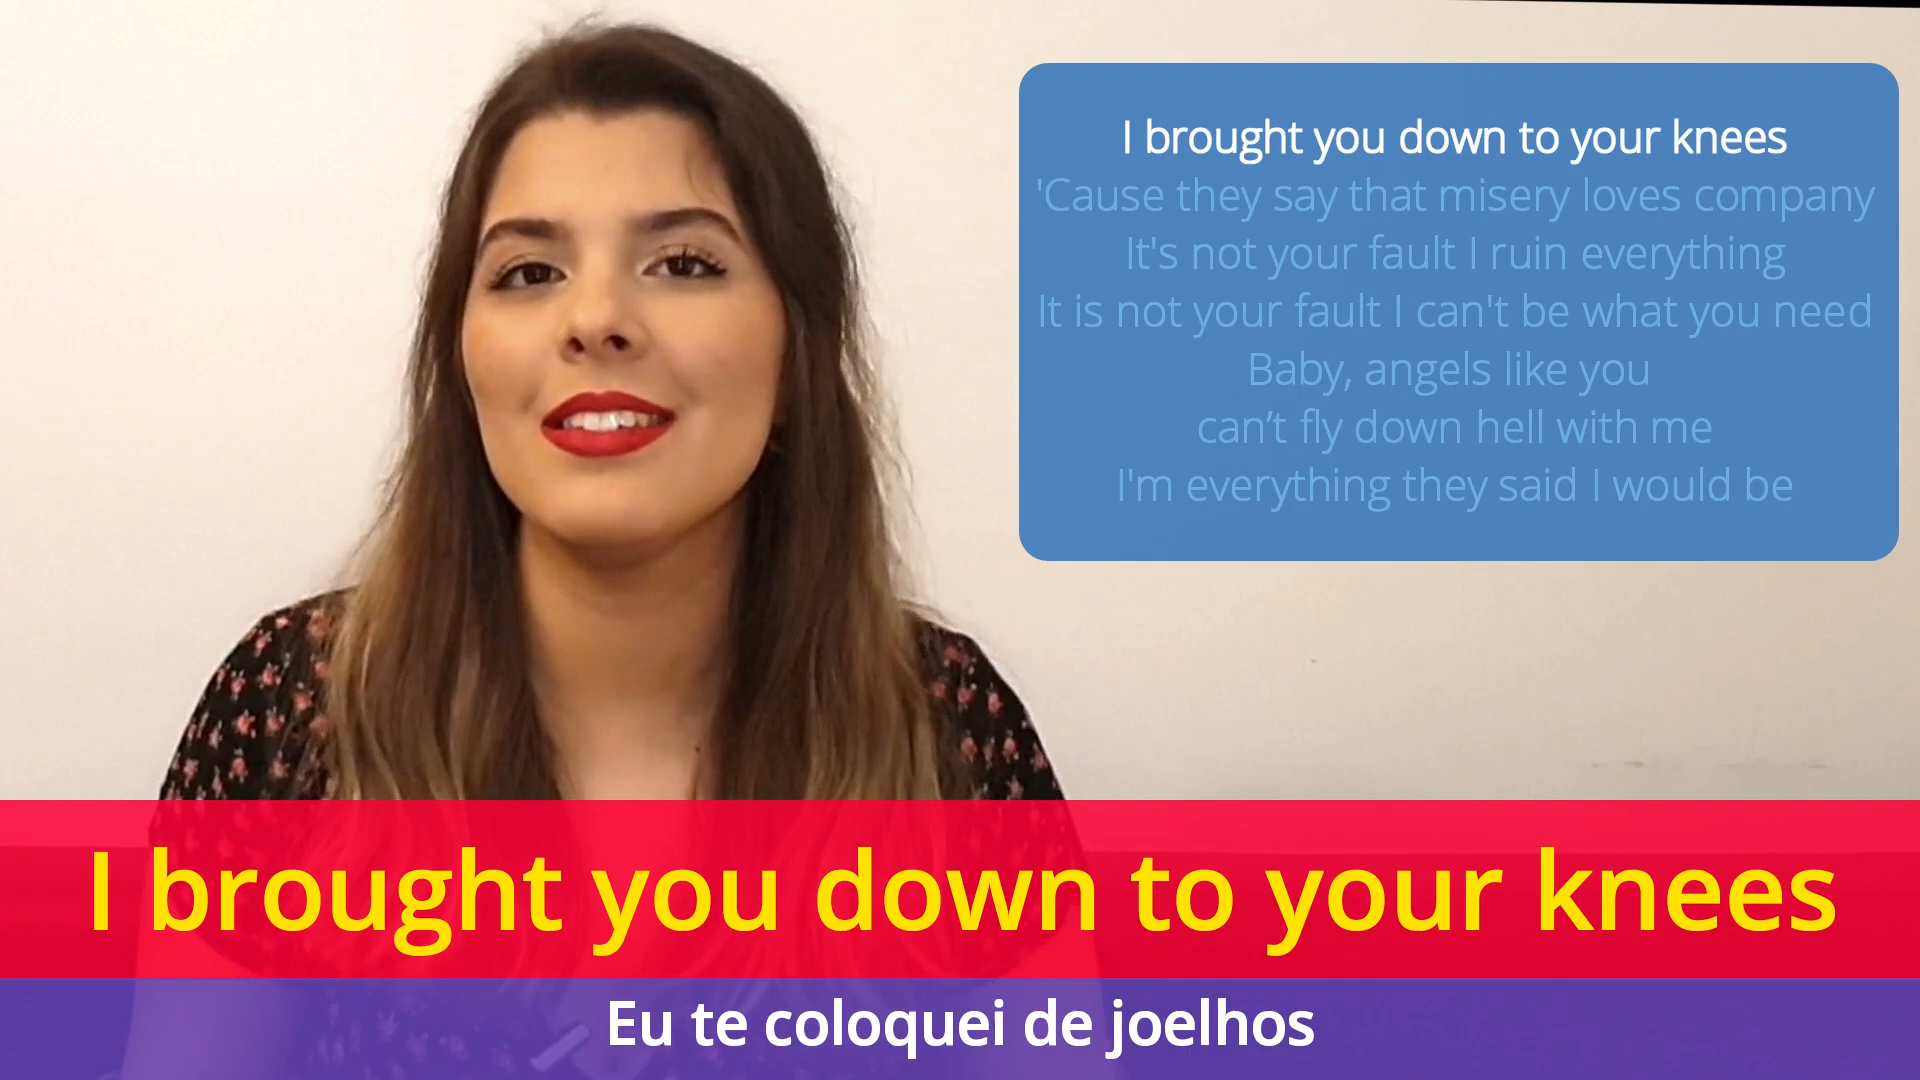 I brought you down to your knees
'Cause they say that misery loves company
It's not your fault I ruin everything
It is not your fault I can't be what you need
Baby, angels like you
can’t fly down hell with me
I'm everything they said I would be
I brought you down to your knees
Eu te coloquei de joelhos